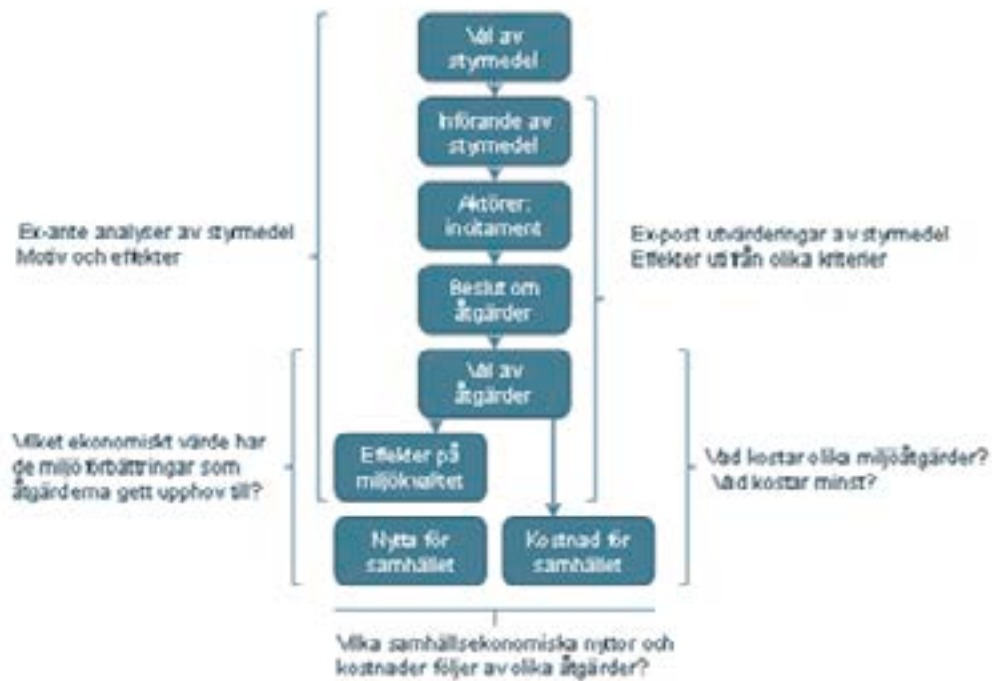 Val av
styrmedel
Införande av
styrmedel
Aktörer:
incitament
Beslut om
åtgärder
Val av
åtgärder
Effekter på
miljökvalitet
Nytta för
samhället
Kostnad för
samhället
Ex-ante analyser av styrmedel
Motiv och effekter
Ex-post utvärderingar av styrmedel
Effekter utifrån olika kriterier
Vilket ekonomiskt värde har
de miljöförbättringar som
åtgärderna gett upphov till?
Vad kostar olika miljöåtgärder?
Vad kostar minst?
Vilka samhällsekonomiska nyttor och
kostnader följer av olika åtgärder?